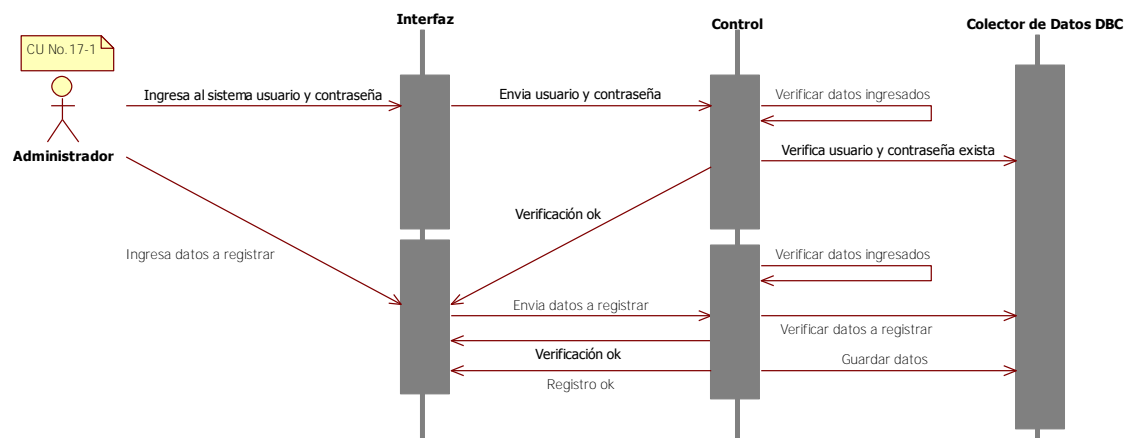 Interfaz
Control
Colector de Datos DBC
CU No. 17-1
Administrador
Ingresa al sistema usuario y contraseña
Envia usuario y contraseña
Verificar datos ingresados
Verifica usuario y contraseña exista
Verificación ok
Ingresa datos a registrar
Verificar datos ingresados
Envia datos a registrar
Verificar datos a registrar
Verificación ok
Guardar datos
Registro ok